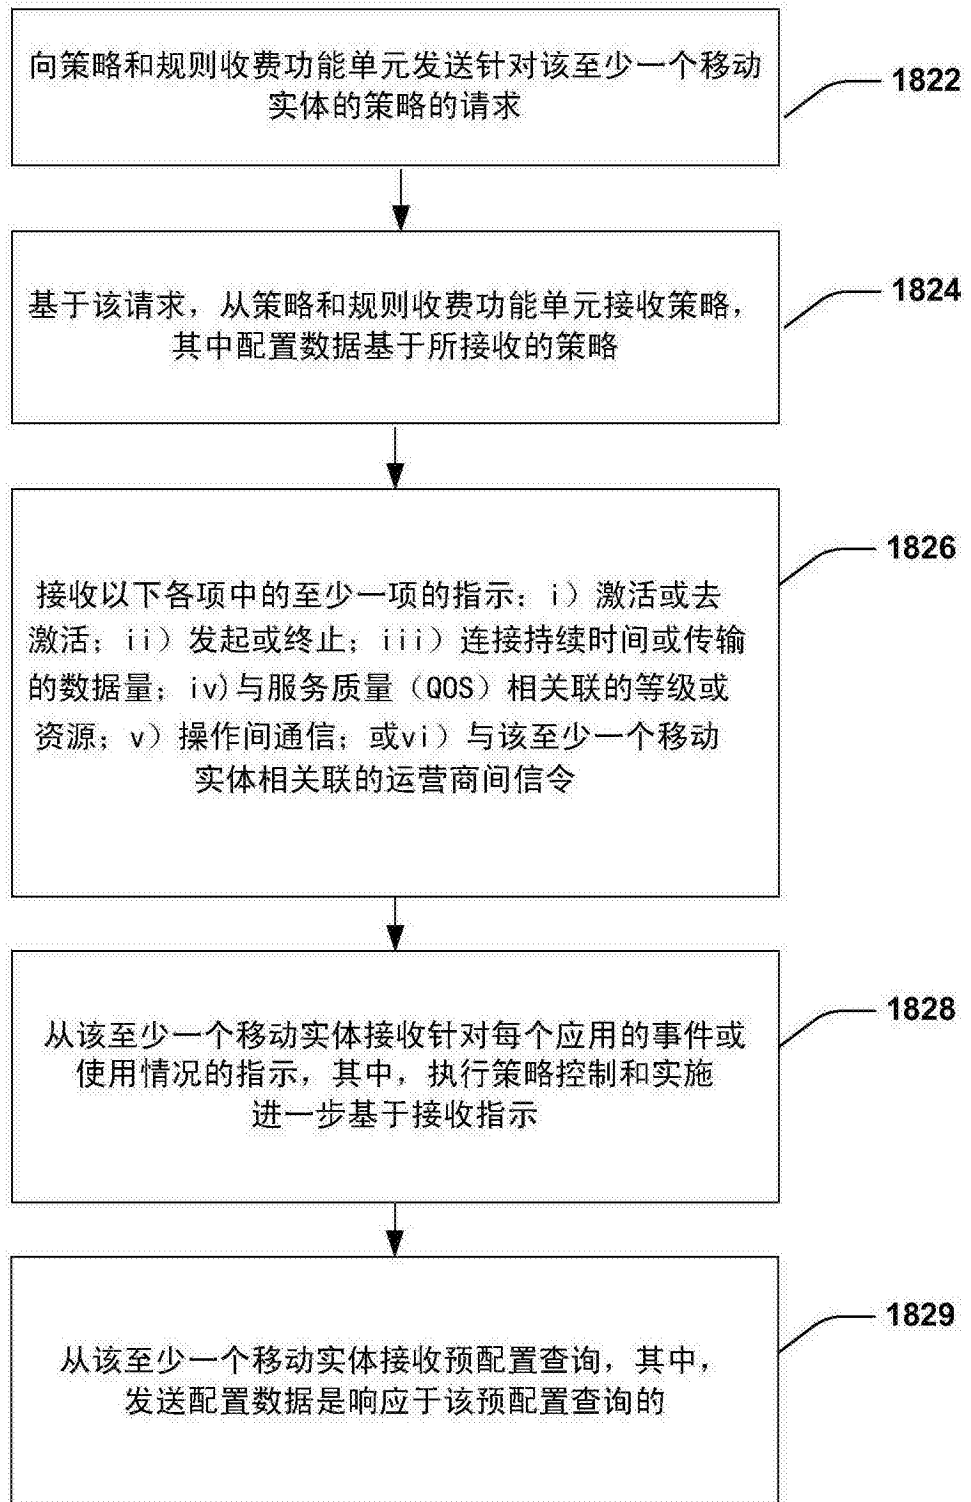 向策略和规则收费功能单元发送针对该至少一个移动
实体的策略的请求
1822
基于该请求，从策略和规则收费功能单元接收策略，
其中配置数据基于所接收的策略
1824
接收以下各项中的至少一项的指示：i）激活或去
激活；ii）发起或终止；iii）连接持续时间或传输
的数据量；iv)与服务质量（QOS）相关联的等级或
资源；v）操作间通信；或vi）与该至少一个移动
实体相关联的运营商间信令
1826
从该至少一个移动实体接收针对每个应用的事件或
使用情况的指示，其中，执行策略控制和实施
进一步基于接收指示
1828
从该至少一个移动实体接收预配置查询，其中，
发送配置数据是响应于该预配置查询的
1829